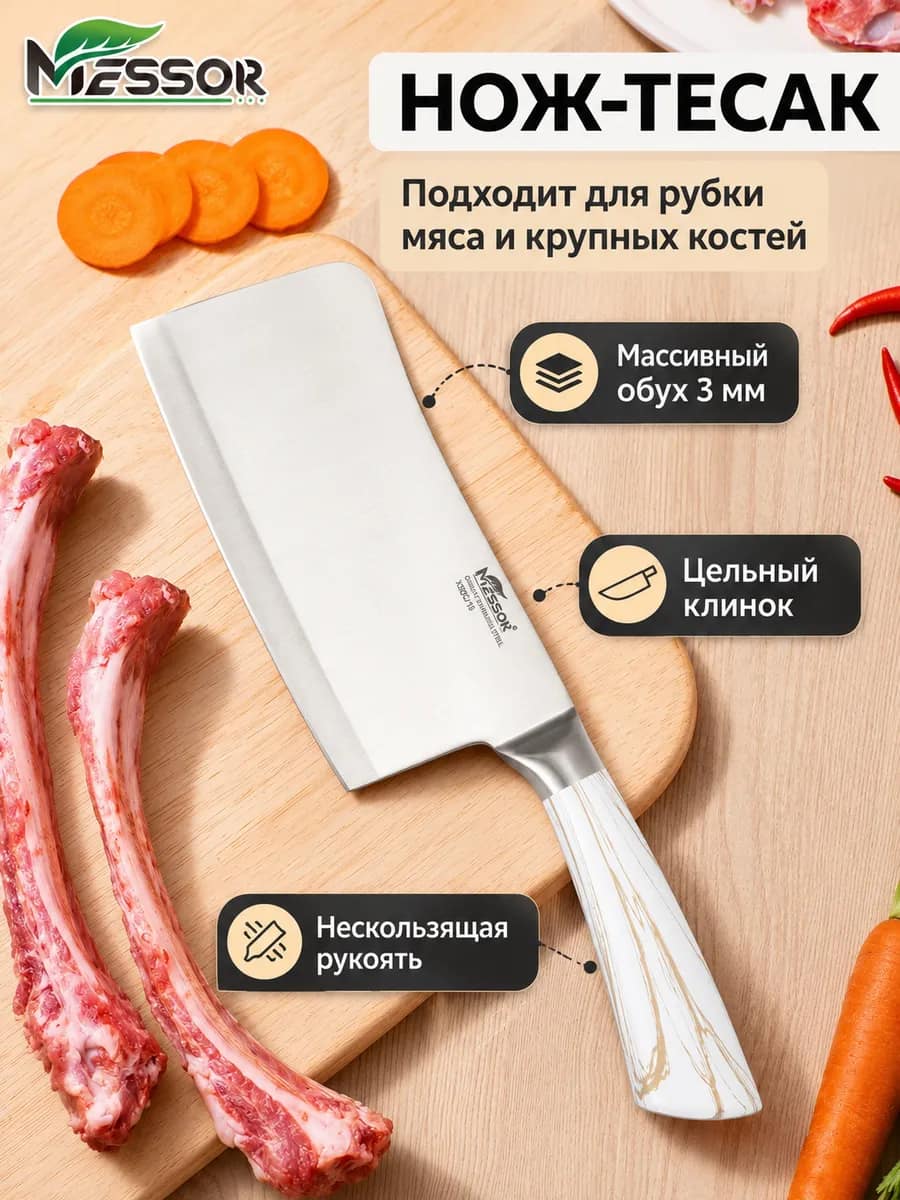 MESSOR
НОЖ-ТЕСАК
Подходит для рубки
мяса и крупных костей
Массивный
обух 3 мм
Цельный
клинок
MESSOR
Нескользящая
рукоять